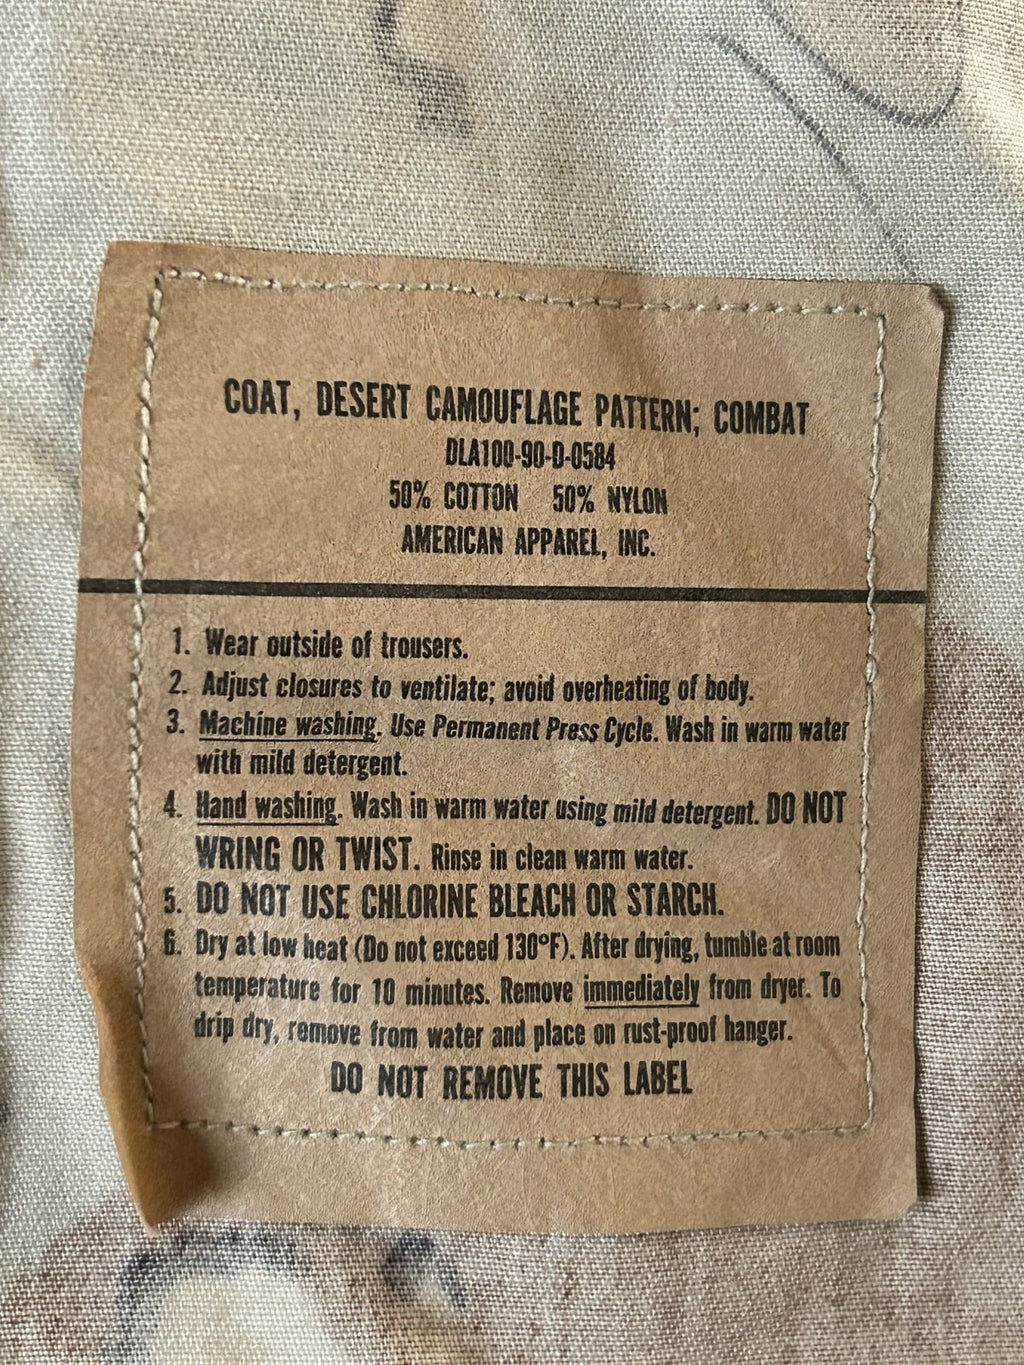 COAT, DESERT CAMOUFLAGE PATTERN; COMBAT
DLA100-90-D-0584
50% COTTON 50% NYLON
AMERICAN APPAREL, INC.
1. Wear outside of trousers.
2. Adjust closures to ventilate; avoid overheating of body.
3. Machine washing. Use Permanent Press Cycle. Wash in warm water
with mild detergent.
4. Hand washing. Wash in warm water using mild detergent. DO NOT
WRING OR TWIST. Rinse in clean warm water.
5. DO NOT USE CHLORINE BLEACH OR STARCH.
6. Dry at low heat (Do not exceed 130°F). After drying, tumble at room
temperature for 10 minutes. Remove immediately from dryer. To
drip dry, remove from water and place on rust-proof hanger.
DO NOT REMOVE THIS LABEL